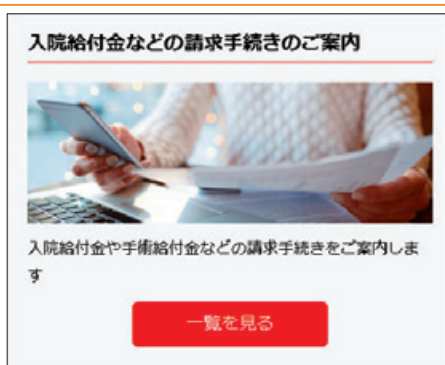 入院給付金などの請求手続きのご案内
入院給付金や手術給付金などの請求手続きをご案内しま
す
一覧を見る